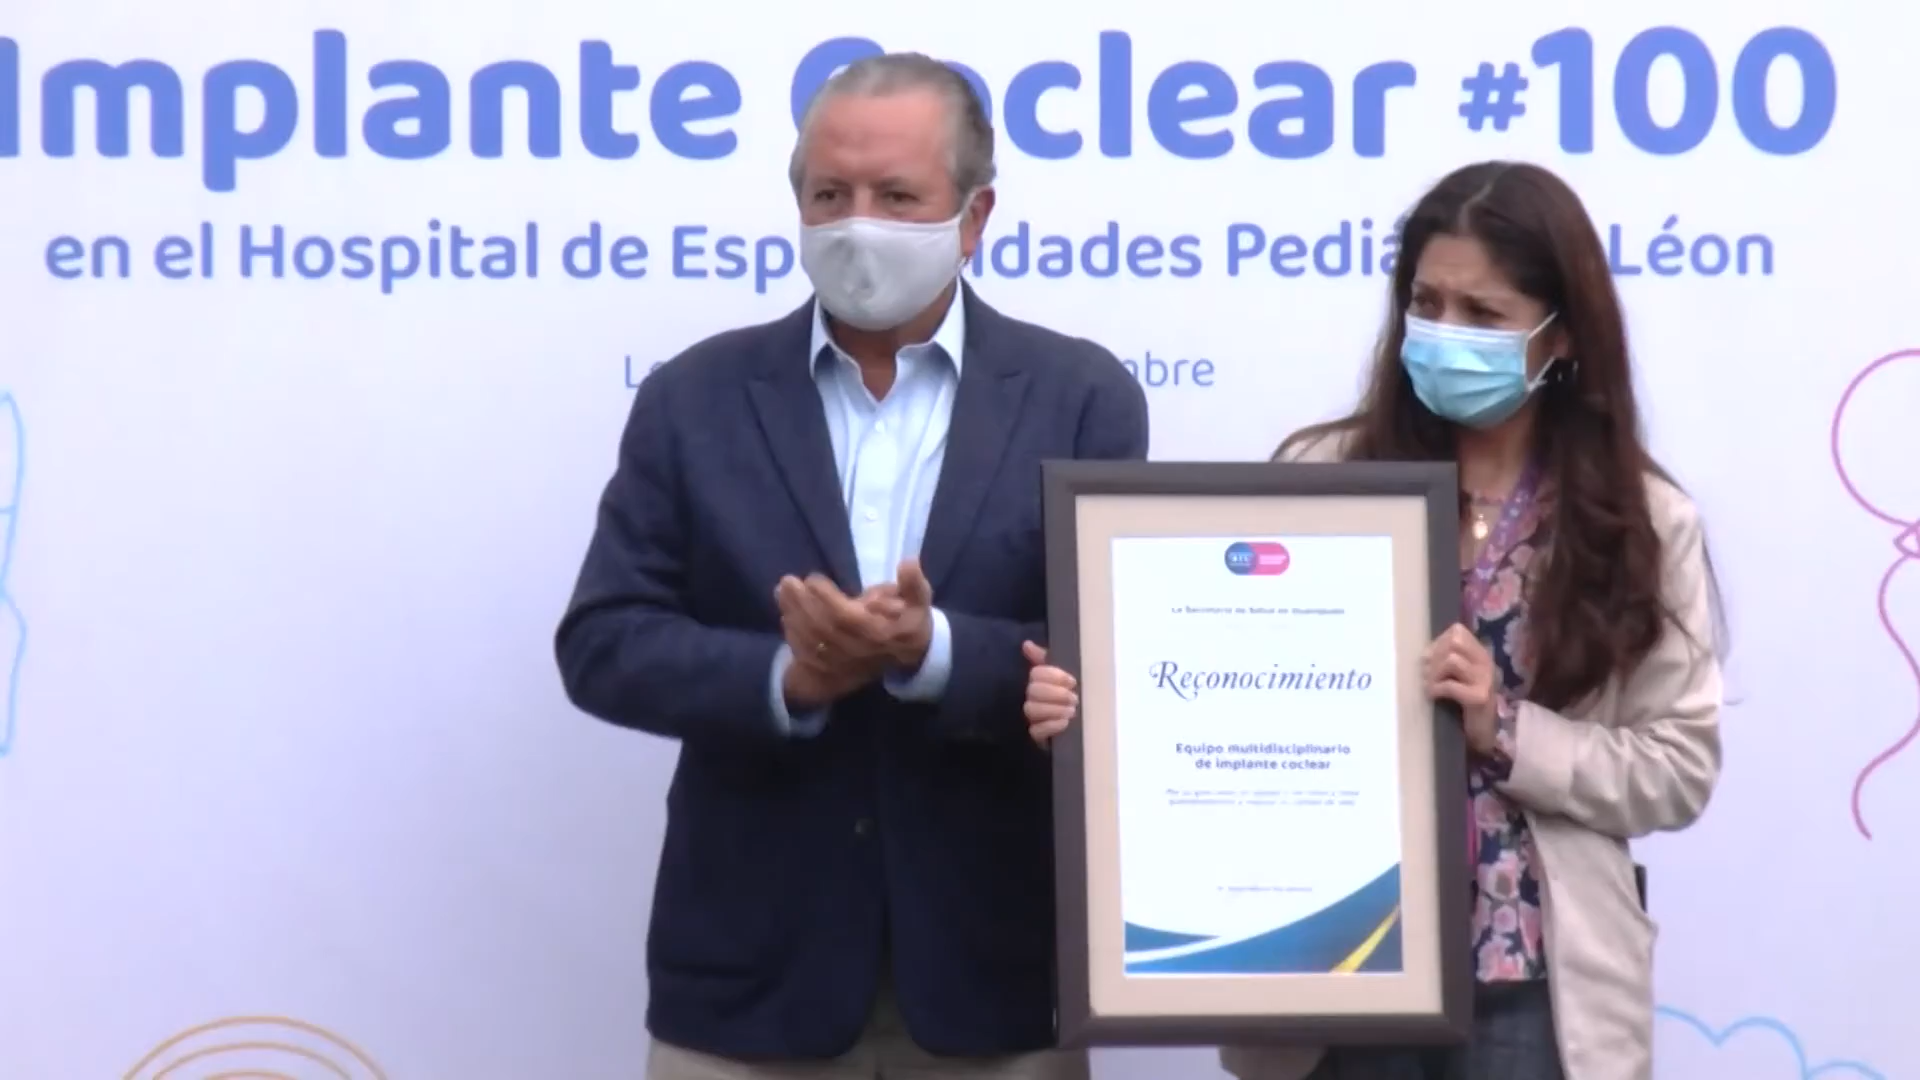 Implante Coclear #100
en el Hospital de Esp idades Pediá Léon
L mbre
La Secretaría de Salud de Guanajuato
Reconocimiento
Equipo multidisciplinario
de implante coclear